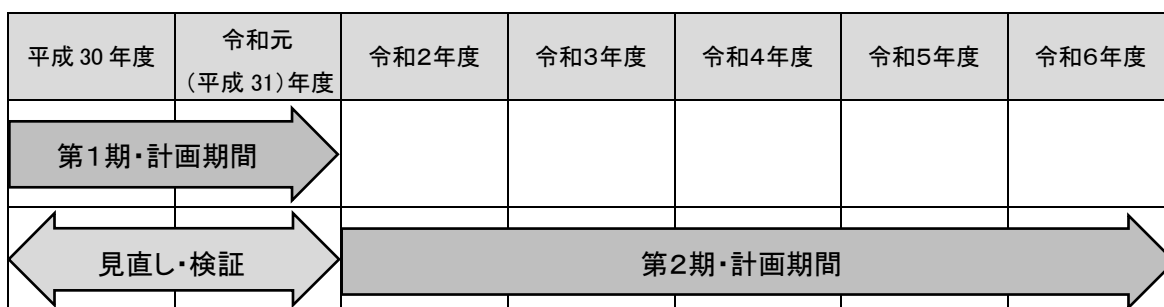 平成 30 年度
令和元
（平成 31）年度
令和２年度
令和３年度
令和４年度
令和５年度
令和６年度
第１期・計画期間
見直し・検証
第２期・計画期間